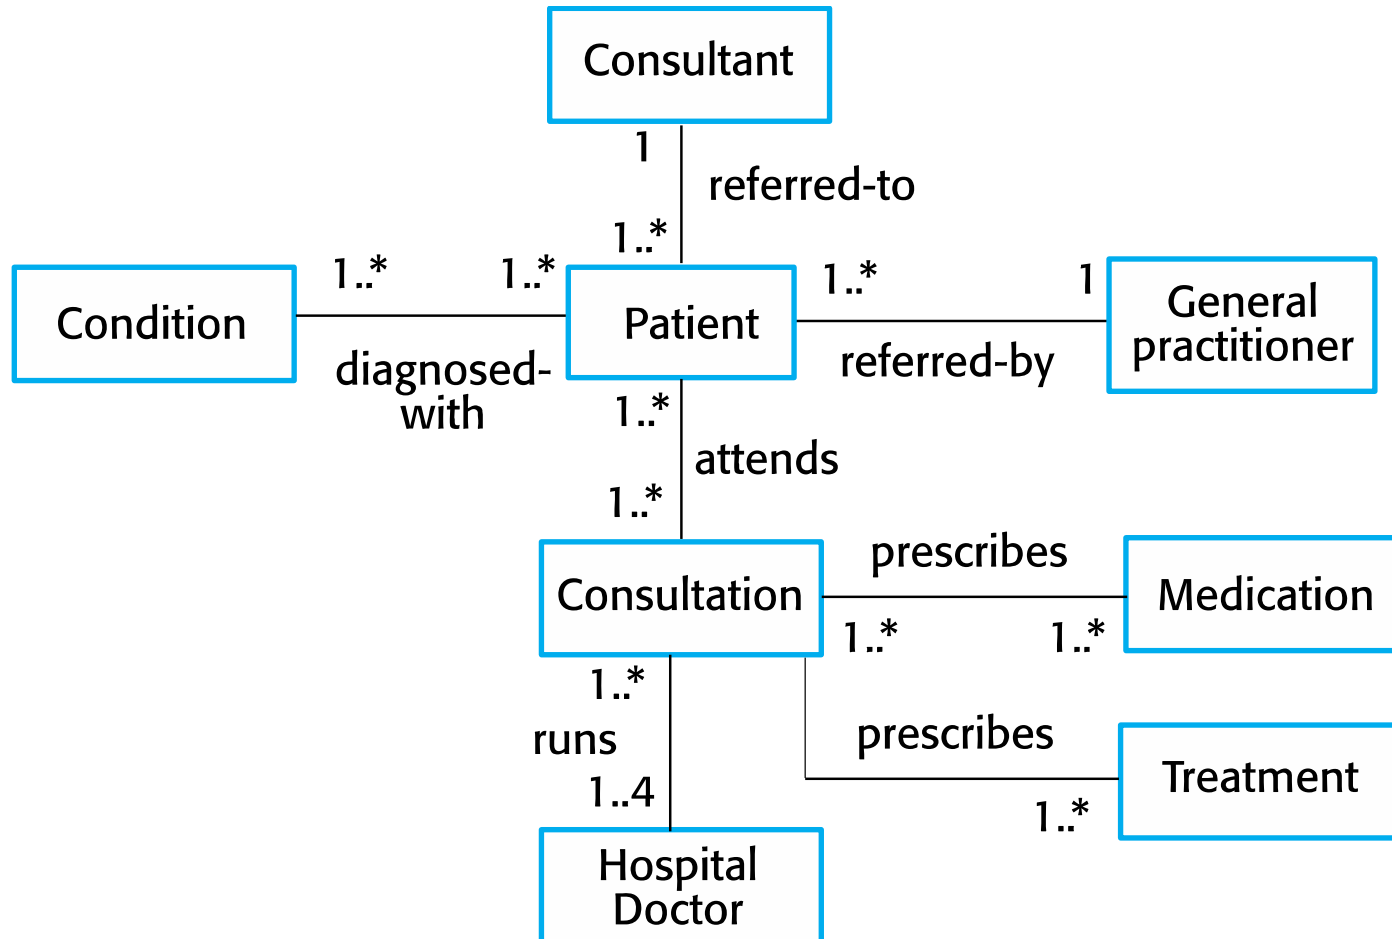 Consultant
1
referred-to
1..*
1..*
1..*
1..*
1
Condition
Patient
General
practitioner
diagnosed-
with
referred-by
1..*
attends
1..*
prescribes
Consultation
Medication
1..*
1..*
1..*
runs
prescribes
1..4
Treatment
1..*
Hospital
Doctor